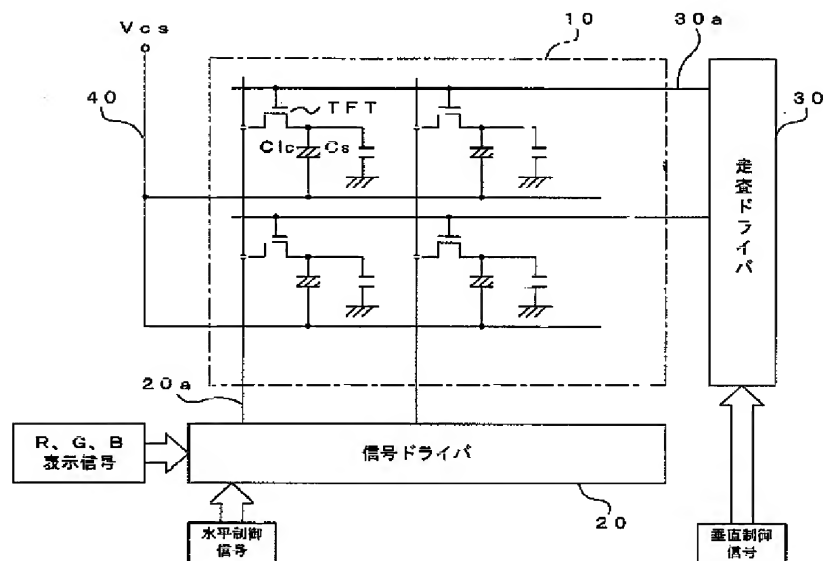 Vcs
10
30a
40
TFT
30
Clc
Cs
走査ドライバ
20a
R、G、B
表示信号
信号ドライバ
20
水平制御
信号
垂直制御
信号